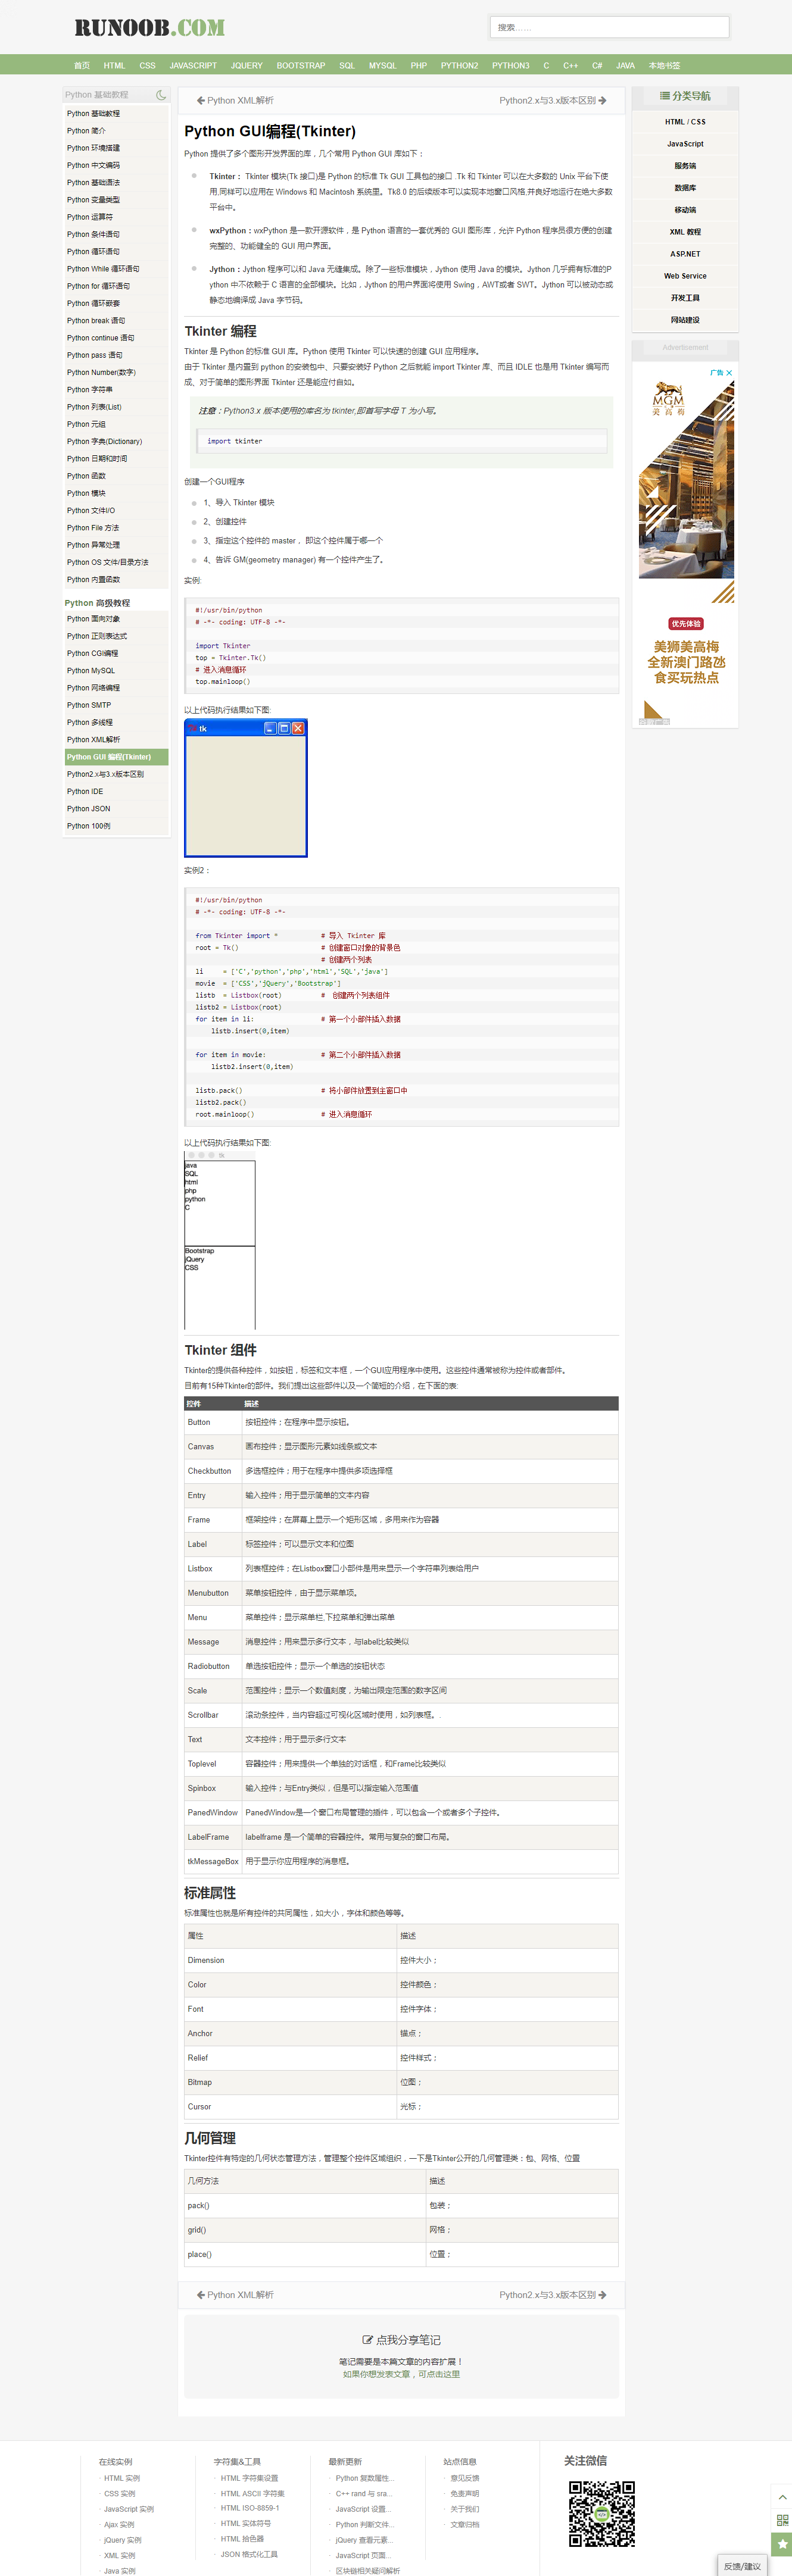 RUNOOB.COM
搜索……
首页 HTML CSS JAVASCRIPT JQUERY BOOTSTRAP SQL MYSQL PHP PYTHON2 PYTHON3 C C++ C# JAVA 本地书签
Python 基础教程
Python 基础教程
Python 简介
Python 环境搭建
Python 中文编码
Python 基础语法
Python 变量类型
Python 运算符
Python 条件语句
Python 循环语句
Python While 循环语句
Python for 循环语句
Python 循环嵌套
Python break 语句
Python continue 语句
Python pass 语句
Python Number(数字)
Python 字符串
Python 列表(List)
Python 元组
Python 字典(Dictionary)
Python 日期和时间
Python 函数
Python 模块
Python 文件I/O
Python File 方法
Python 异常处理
Python OS 文件/目录方法
Python 内置函数
Python 高级教程
Python 面向对象
Python 正则表达式
Python CGI编程
Python MySQL
Python 网络编程
Python SMTP
Python 多线程
Python XML解析
Python GUI 编程(Tkinter)
Python2.x与3.x版本区别
Python IDE
Python JSON
Python 100例
Python XML解析
Python2.x与3.x版本区别
Python GUI编程(Tkinter)
Python 提供了多个图形开发界面的库，几个常用 Python GUI 库如下：
Tkinter： Tkinter 模块(Tk 接口)是 Python 的标准 Tk GUI 工具包的接口 .Tk 和 Tkinter 可以在大多数的 Unix 平台下使
用,同样可以应用在 Windows 和 Macintosh 系统里。Tk8.0 的后续版本可以实现本地窗口风格,并良好地运行在绝大多数
平台中。
wxPython：wxPython 是一款开源软件，是 Python 语言的一套优秀的 GUI 图形库，允许 Python 程序员很方便的创建
完整的、功能健全的 GUI 用户界面。
Jython：Jython 程序可以和 Java 无缝集成。除了一些标准模块，Jython 使用 Java 的模块。Jython 几乎拥有标准的P
ython 中不依赖于 C 语言的全部模块。比如，Jython 的用户界面将使用 Swing，AWT或者 SWT。Jython 可以被动态或
静态地编译成 Java 字节码。
Tkinter 编程
Tkinter 是 Python 的标准 GUI 库。Python 使用 Tkinter 可以快速的创建 GUI 应用程序。
由于 Tkinter 是内置到 python 的安装包中、只要安装好 Python 之后就能 import Tkinter 库、而且 IDLE 也是用 Tkinter 编写而
成、对于简单的图形界面 Tkinter 还是能应付自如。
注意：Python3.x 版本使用的库名为 tkinter,即首写字母 T 为小写。
import tkinter
创建一个GUI程序
1、导入 Tkinter 模块
2、创建控件
3、指定这个控件的 master， 即这个控件属于哪一个
4、告诉 GM(geometry manager) 有一个控件产生了。
实例:
#!/usr/bin/python
# -*- coding: UTF-8 -*-
import Tkinter
top = Tkinter.Tk()
# 进入消息循环
top.mainloop()
以上代码执行结果如下图:
tk
实例2：
#!/usr/bin/python
# -*- coding: UTF-8 -*-
from Tkinter import * # 导入 Tkinter 库
root = Tk() # 创建窗口对象的背景色
# 创建两个列表
li = ['C','python','php','html','SQL','java']
movie = ['CSS','jQuery','Bootstrap']
listb = Listbox(root) # 创建两个列表组件
listb2 = Listbox(root)
for item in li: # 第一个小部件插入数据
listb.insert(0,item)
for item in movie: # 第二个小部件插入数据
listb2.insert(0,item)
listb.pack() # 将小部件放置到主窗口中
listb2.pack()
root.mainloop() # 进入消息循环
以上代码执行结果如下图:
tk
java
SQL
html
php
python
C
Bootstrap
jQuery
CSS
Tkinter 组件
Tkinter的提供各种控件，如按钮，标签和文本框，一个GUI应用程序中使用。这些控件通常被称为控件或者部件。
目前有15种Tkinter的部件。我们提出这些部件以及一个简短的介绍，在下面的表:
控件 描述
Button 按钮控件；在程序中显示按钮。
Canvas 画布控件；显示图形元素如线条或文本
Checkbutton 多选框控件；用于在程序中提供多项选择框
Entry 输入控件；用于显示简单的文本内容
Frame 框架控件；在屏幕上显示一个矩形区域，多用来作为容器
Label 标签控件；可以显示文本和位图
Listbox 列表框控件；在Listbox窗口小部件是用来显示一个字符串列表给用户
Menubutton 菜单按钮控件，由于显示菜单项。
Menu 菜单控件；显示菜单栏,下拉菜单和弹出菜单
Message 消息控件；用来显示多行文本，与label比较类似
Radiobutton 单选按钮控件；显示一个单选的按钮状态
Scale 范围控件；显示一个数值刻度，为输出限定范围的数字区间
Scrollbar 滚动条控件，当内容超过可视化区域时使用，如列表框。.
Text 文本控件；用于显示多行文本
Toplevel 容器控件；用来提供一个单独的对话框，和Frame比较类似
Spinbox 输入控件；与Entry类似，但是可以指定输入范围值
PanedWindow PanedWindow是一个窗口布局管理的插件，可以包含一个或者多个子控件。
LabelFrame labelframe 是一个简单的容器控件。常用与复杂的窗口布局。
tkMessageBox 用于显示你应用程序的消息框。
标准属性
标准属性也就是所有控件的共同属性，如大小，字体和颜色等等。
属性 描述
Dimension 控件大小；
Color 控件颜色；
Font 控件字体；
Anchor 锚点；
Relief 控件样式；
Bitmap 位图；
Cursor 光标；
几何管理
Tkinter控件有特定的几何状态管理方法，管理整个控件区域组织，一下是Tkinter公开的几何管理类：包、网格、位置
几何方法 描述
pack() 包装；
grid() 网格；
place() 位置；
Python XML解析
Python2.x与3.x版本区别
点我分享笔记
笔记需要是本篇文章的内容扩展！
如果你想发表文章，可点击这里
分类导航
HTML / CSS
JavaScript
服务端
数据库
移动端
XML 教程
ASP.NET
Web Service
开发工具
网站建设
Advertisement
广告
MGM
美高梅
优先体验
美狮美高梅
全新澳门路氹
食买玩热点
在线实例
HTML 实例
CSS 实例
JavaScript 实例
Ajax 实例
jQuery 实例
XML 实例
Java 实例
字符集&工具
HTML 字符集设置
HTML ASCII 字符集
HTML ISO-8859-1
HTML 实体符号
HTML 拾色器
JSON 格式化工具
最新更新
Python 复数属性...
C++ rand 与 sra...
JavaScript 设置...
Python 判断文件...
jQuery 查看元素...
JavaScript 页面...
区块链相关疑问解析
站点信息
意见反馈
免责声明
关于我们
文章归档
关注微信
反馈/建议